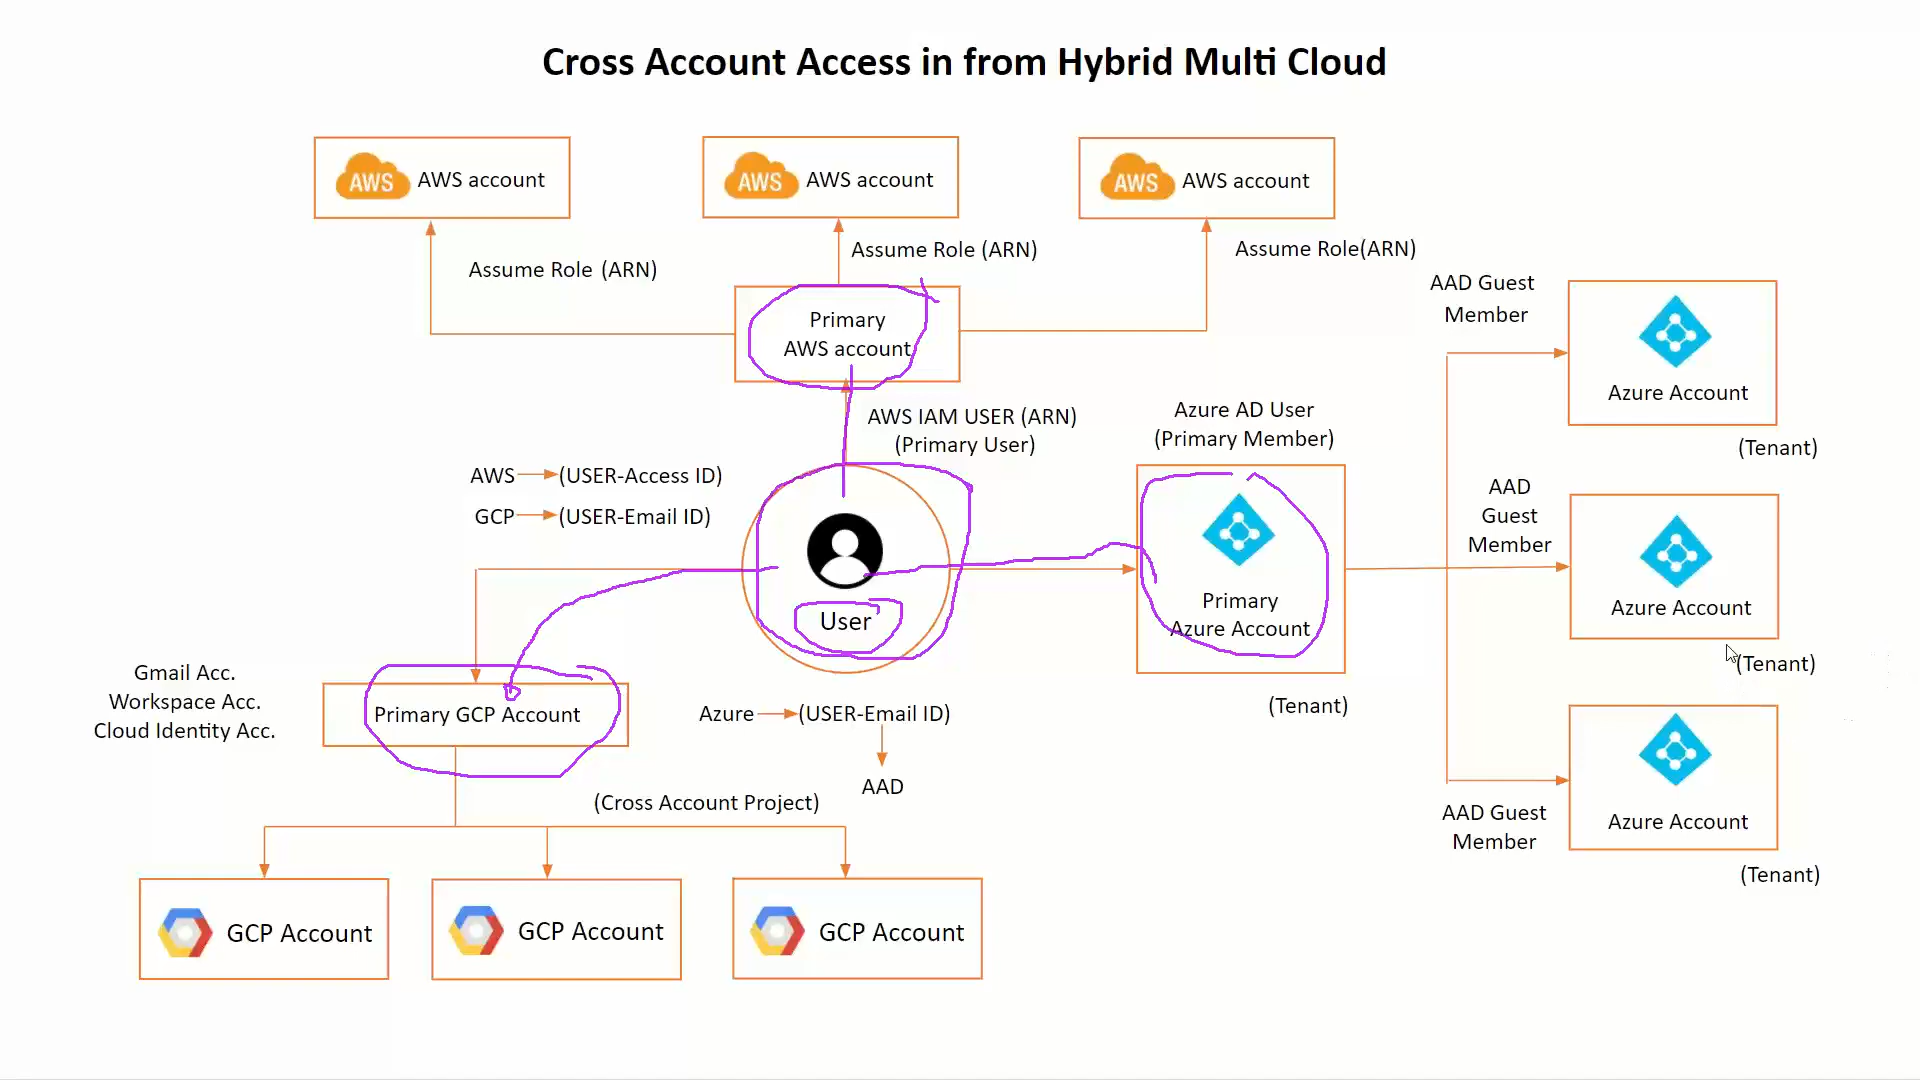 Cross Account Access in from Hybrid Multi Cloud
AWS AWS account
AWS AWS account
AWS AWS account
Assume Role (ARN)
Assume Role (ARN)
Assume Role(ARN)
Primary
AWS account
AAD Guest
Member
Azure Account
(Tenant)
AWS IAM USER (ARN)
(Primary User)
Azure AD User
(Primary Member)
AWS (USER-Access ID)
GCP (USER-Email ID)
User
Primary
Azure Account
(Tenant)
AAD
Guest
Member
Azure Account
(Tenant)
Gmail Acc.
Workspace Acc.
Cloud Identity Acc.
Primary GCP Account
Azure (USER-Email ID)
AAD
(Cross Account Project)
AAD Guest
Member
Azure Account
(Tenant)
GCP Account
GCP Account
GCP Account